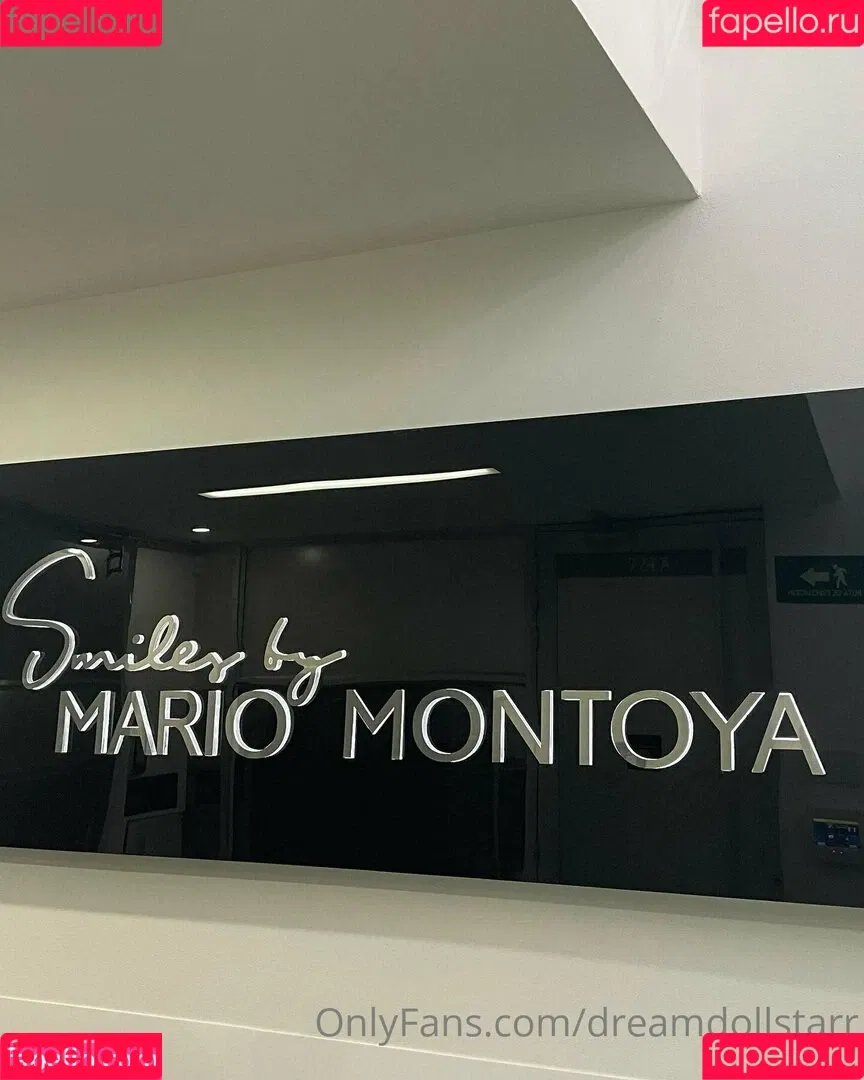 fapello.ru fapello.ru
Smiles by
MARIO MONTOYA
OnlyFans.com/dreamdollstarr
fapello.ru fapello.ru